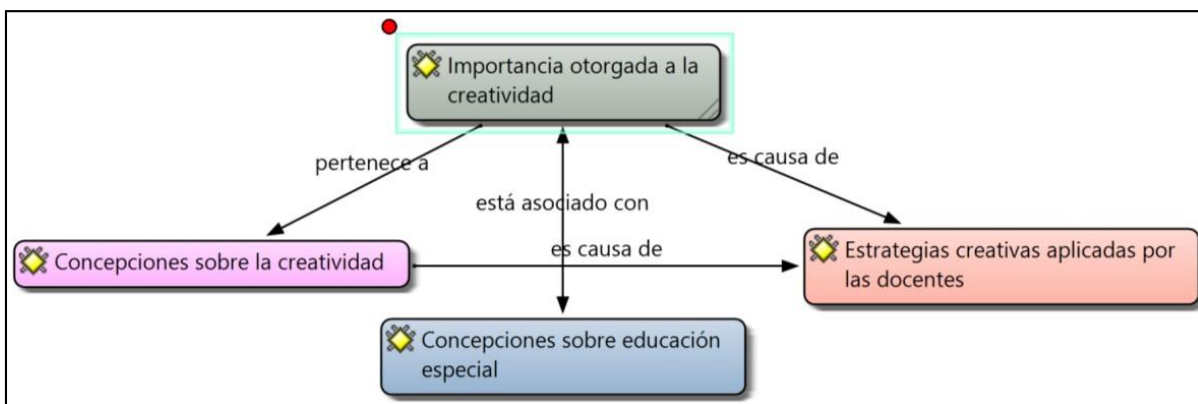 Importancia otorgada a la
creatividad
pertenece a
es causa de
está asociado con
Concepciones sobre la creatividad
es causa de
Estrategias creativas aplicadas por
las docentes
Concepciones sobre educación
especial